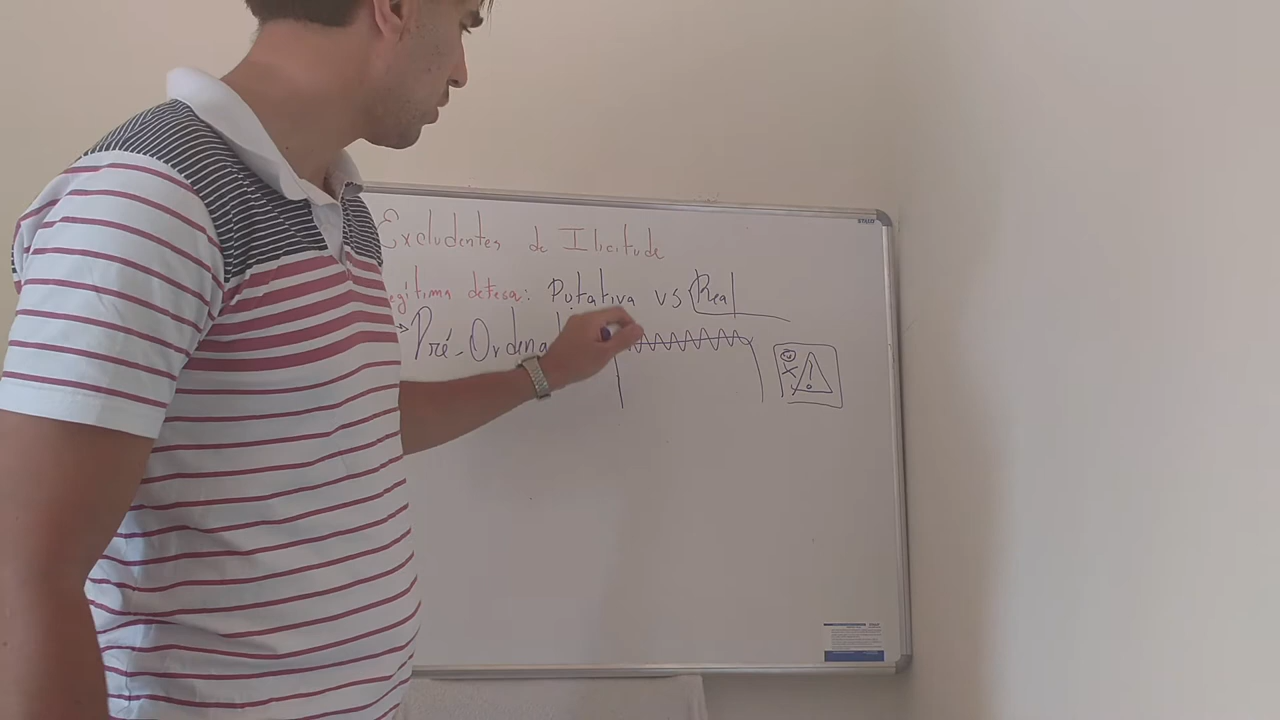 Excludentes de Ilicitude
egítima defesa: Putativa vs Real
Pré-Ordena